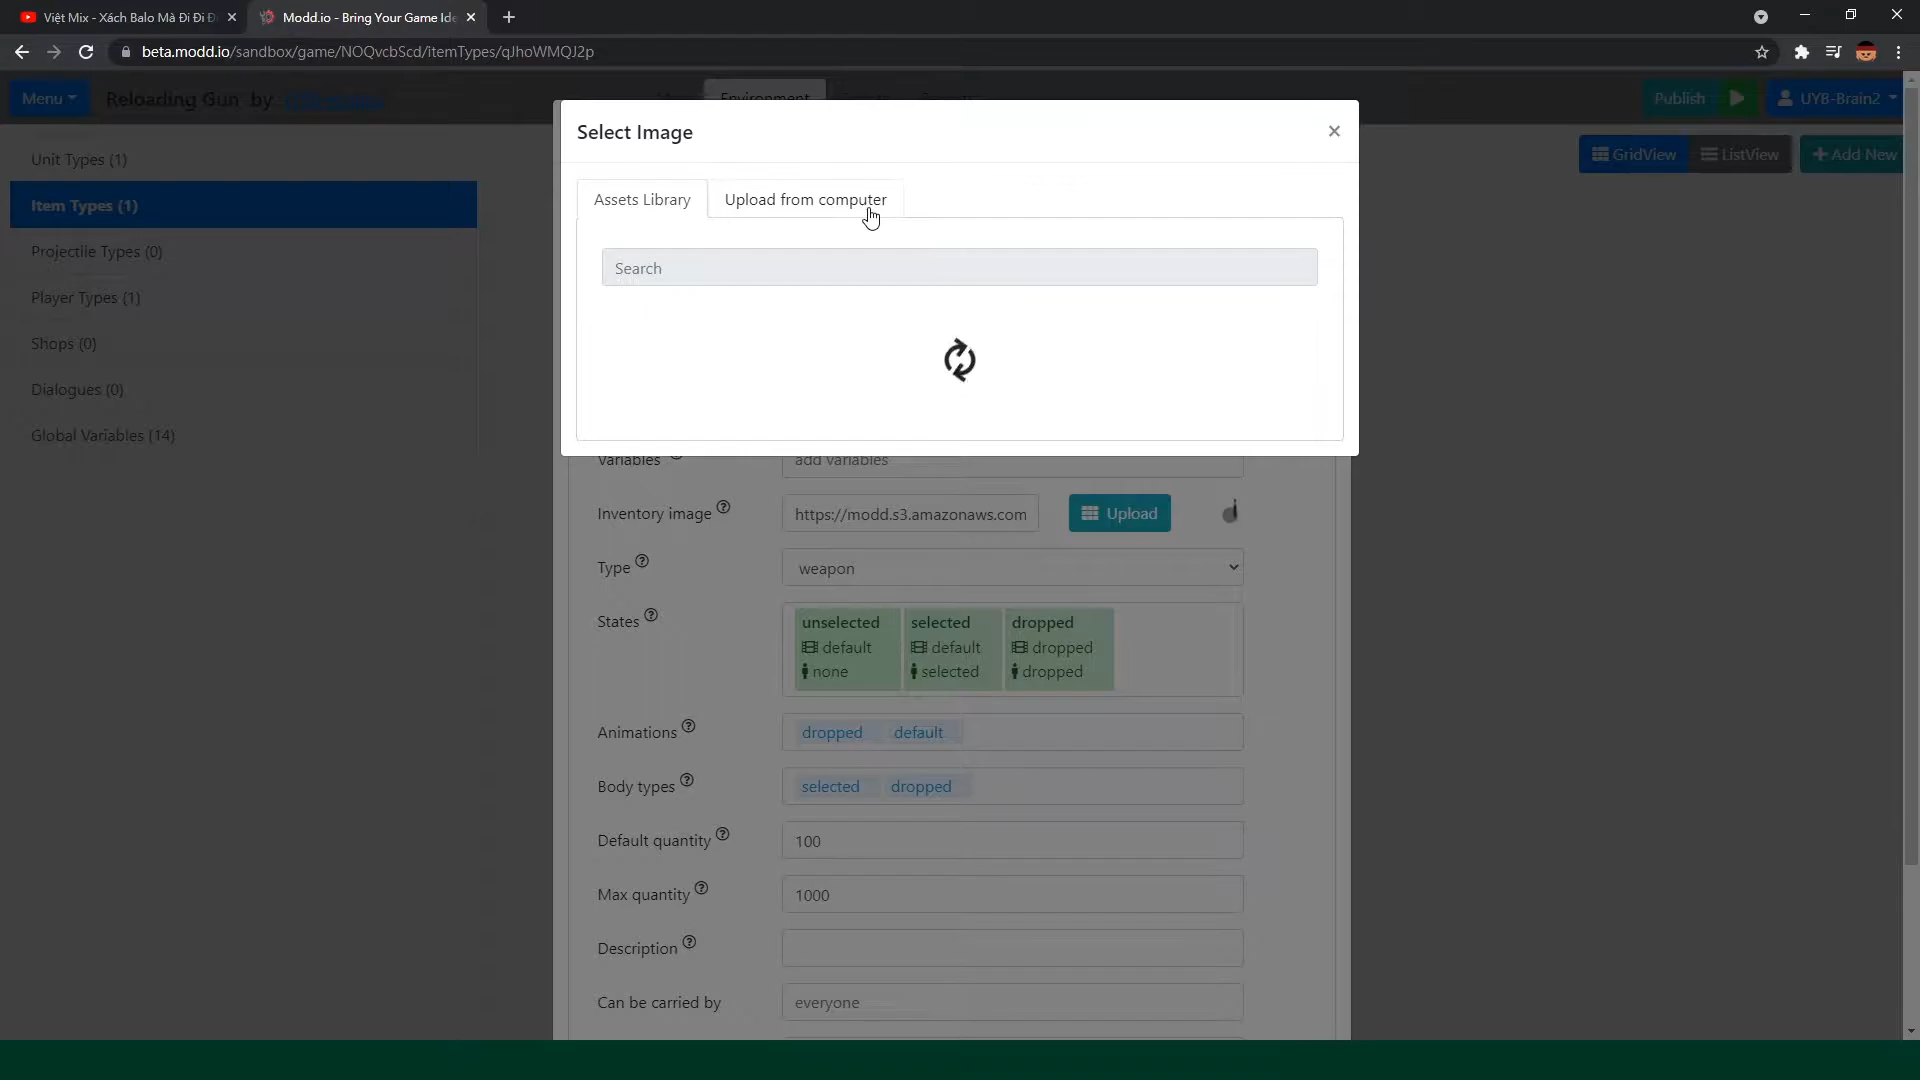 Việt Mix - Xách Balo Mà Đi Đi Đ
Modd.io - Bring Your Game Ide
beta.modd.io/sandbox/game/NOQvcbScd/itemTypes/qJhoWMQJ2p
Menu
Reloading Gun by
Environment
Publish
UYB-Brain2
Unit Types (1)
Item Types (1)
Projectile Types (0)
Player Types (1)
Shops (0)
Dialogues (0)
Global Variables (14)
GridView
ListView
Add New
Select Image
Assets Library
Upload from computer
Search
Variables
add variables
Inventory image
https://modd.s3.amazonaws.com
Upload
Type
weapon
States
unselected selected dropped
default default dropped
none selected dropped
Animations
dropped default
Body types
selected dropped
Default quantity
100
Max quantity
1000
Description
Can be carried by
everyone